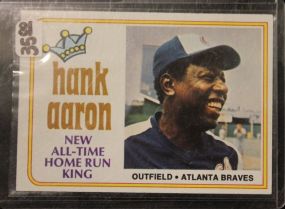 hank
aaron
NEW
ALL-TIME
HOME RUN
KING
OUTFIELD • ATLANTA BRAVES